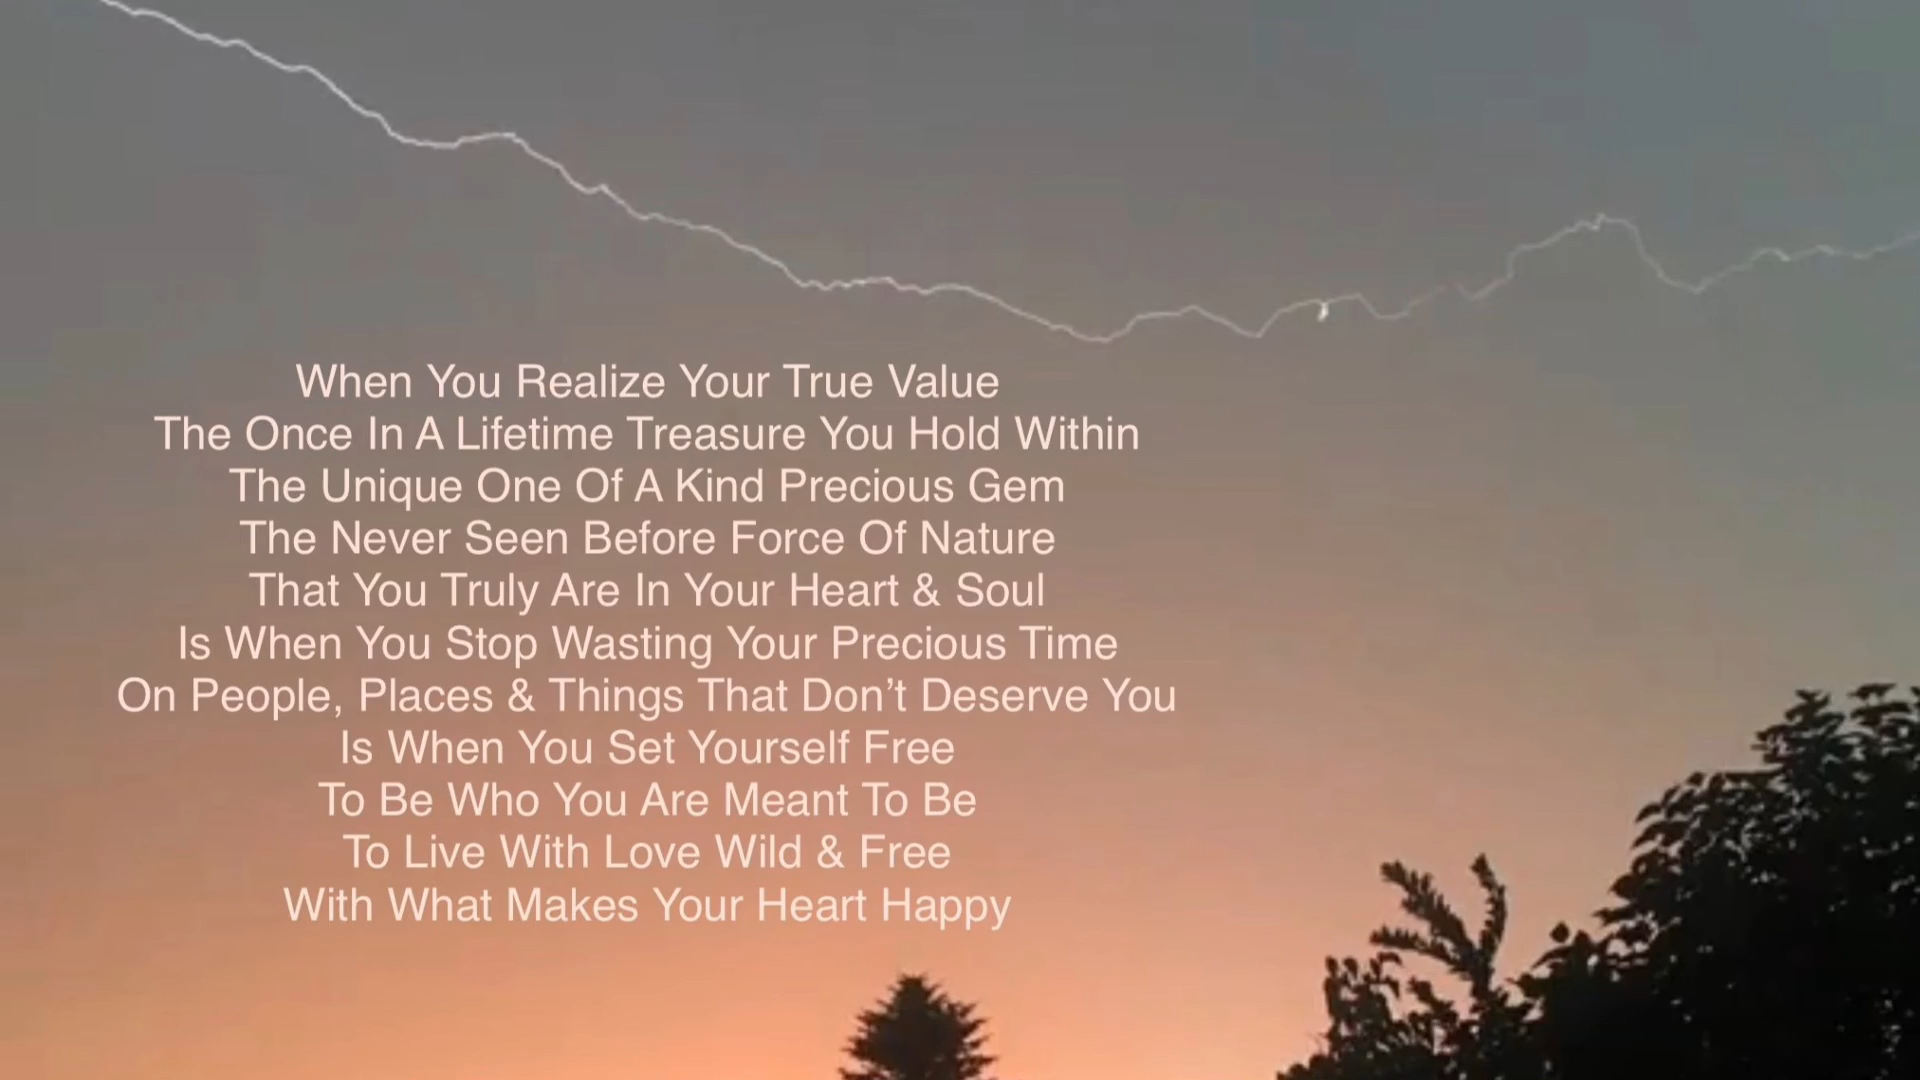 When You Realize Your True Value
The Once In A Lifetime Treasure You Hold Within
The Unique One Of A Kind Precious Gem
The Never Seen Before Force Of Nature
That You Truly Are In Your Heart & Soul
Is When You Stop Wasting Your Precious Time
On People, Places & Things That Don’t Deserve You
Is When You Set Yourself Free
To Be Who You Are Meant To Be
To Live With Love Wild & Free
With What Makes Your Heart Happy